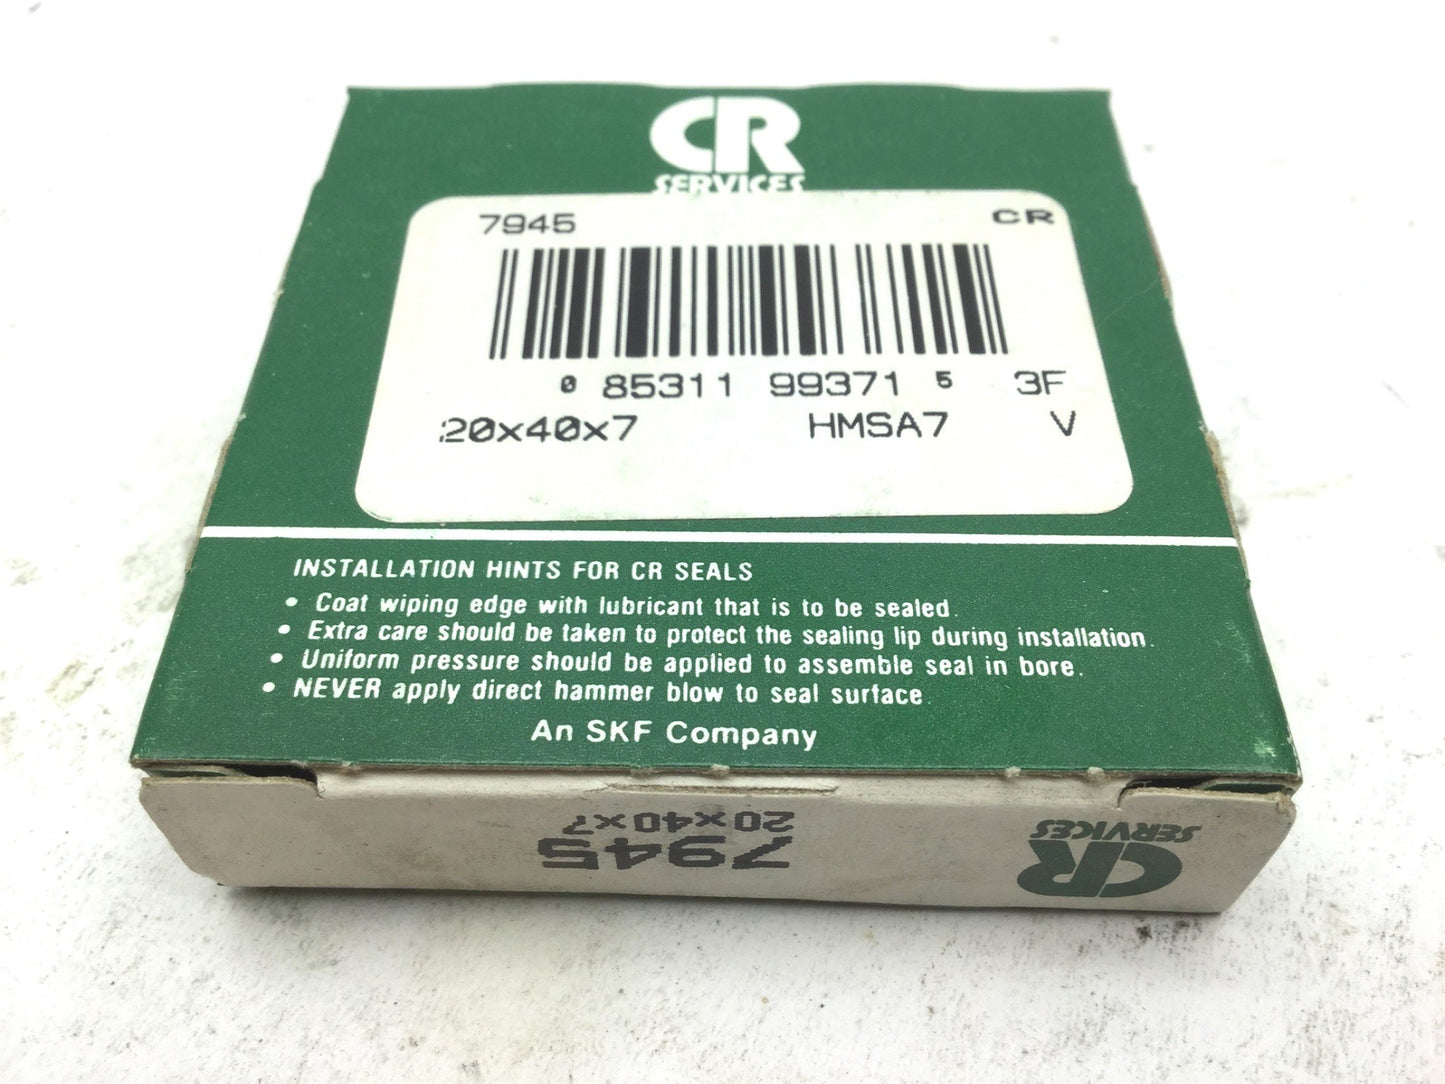 CR
SERVICES
7945 CR
0 85311 99371 5 3F
20x40x7 HMSA7 V
INSTALLATION HINTS FOR CR SEALS
• Coat wiping edge with lubricant that is to be sealed.
• Extra care should be taken to protect the sealing lip during installation.
• Uniform pressure should be applied to assemble seal in bore.
• NEVER apply direct hammer blow to seal surface.
An SKF Company
7945
20x40x7
CR
SERVICES